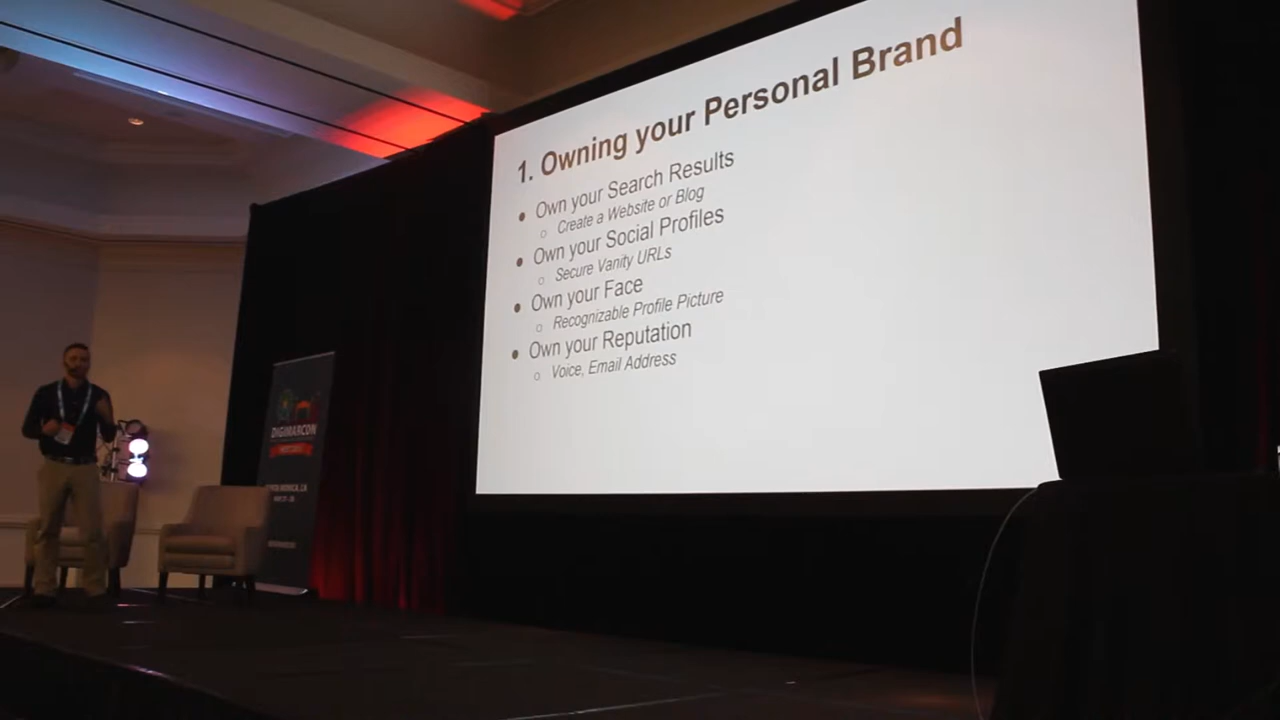 1. Owning your Personal Brand
● Own your Search Results
○ Create a Website or Blog
● Own your Social Profiles
○ Secure Vanity URLs
● Own your Face
○ Recognizable Profile Picture
● Own your Reputation
○ Voice, Email Address
DIGIMARCON